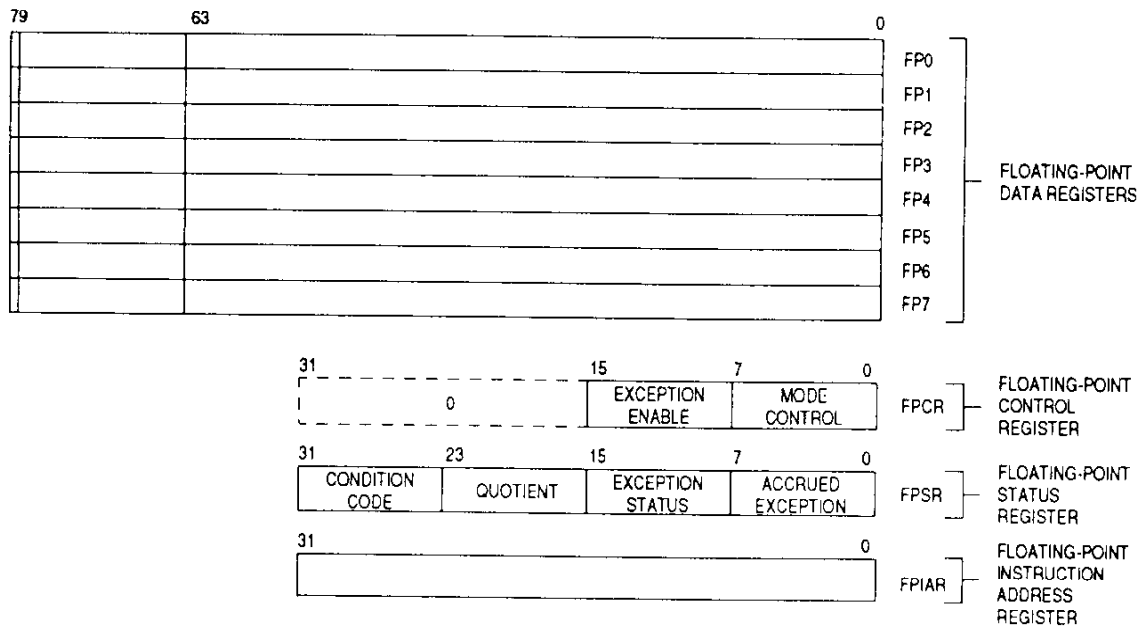 79 63 0
FP0
FP1
FP2
FP3
FP4
FP5
FP6
FP7
FLOATING-POINT
DATA REGISTERS
31 15 7 0
0
EXCEPTION
ENABLE
MODE
CONTROL
FPCR
FLOATING-POINT
CONTROL
REGISTER
31 23 15 7 0
CONDITION
CODE
QUOTIENT
EXCEPTION
STATUS
ACCRUED
EXCEPTION
FPSR
FLOATING-POINT
STATUS
REGISTER
31 0
FPIAR
FLOATING-POINT
INSTRUCTION
ADDRESS
REGISTER